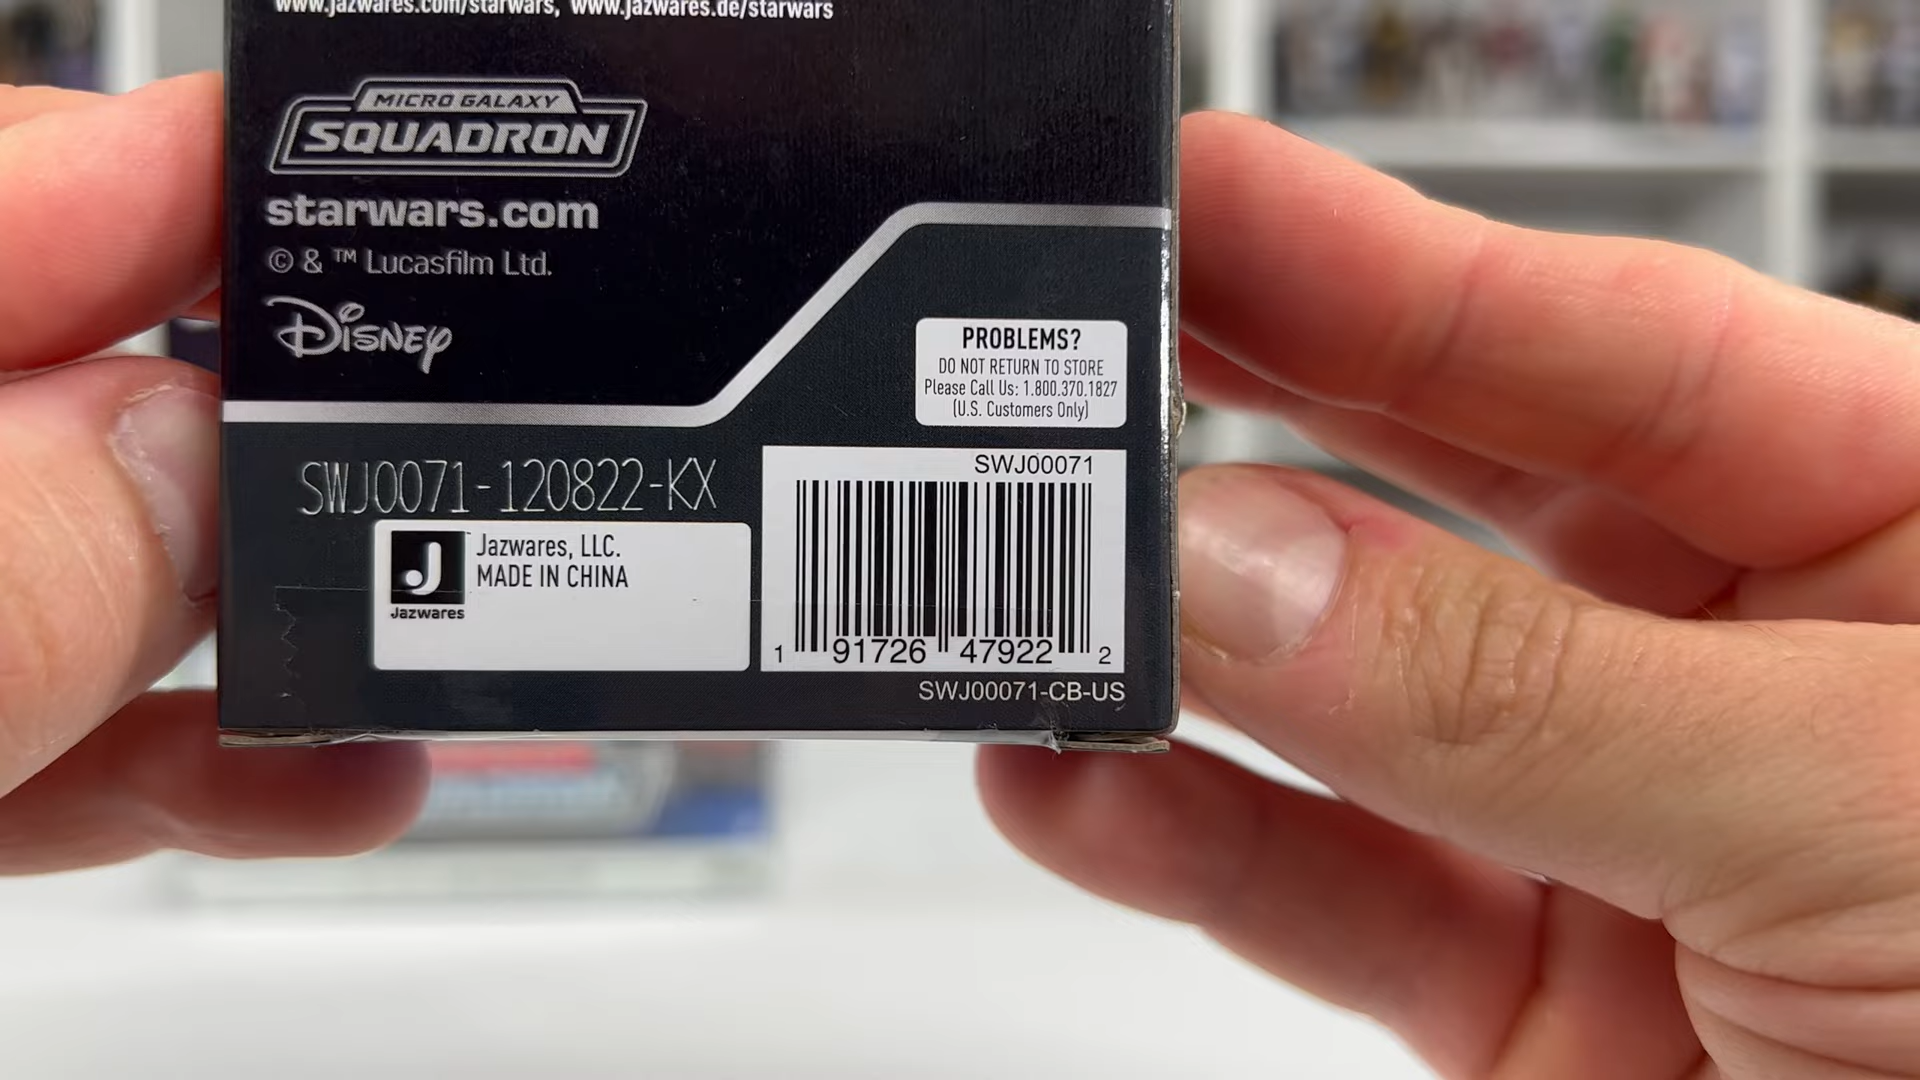 www.jazwares.com/starwars, www.jazwares.de/starwars
MICRO GALAXY
SQUADRON
starwars.com
© & ™ Lucasfilm Ltd.
Disney
PROBLEMS?
DO NOT RETURN TO STORE
Please Call Us: 1.800.370.1827
(U.S. Customers Only)
SWJ0071-120822-KX
J
Jazwares, LLC.
MADE IN CHINA
Jazwares
SWJ00071
1 91726 47922 2
SWJ00071-CB-US